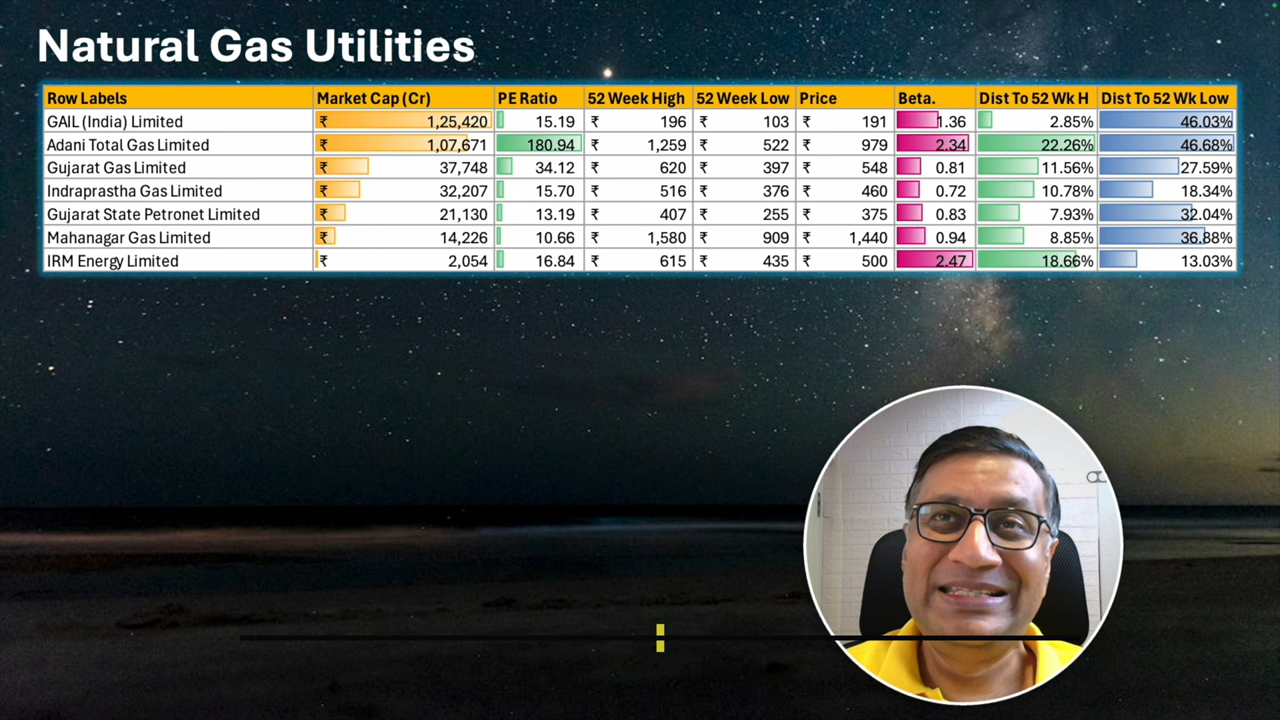 Natural Gas Utilities
Row Labels Market Cap (Cr) PE Ratio 52 Week High 52 Week Low Price Beta. Dist To 52 Wk H Dist To 52 Wk Low
GAIL (India) Limited ₹ 1,25,420 15.19 ₹ 196 ₹ 103 ₹ 191 1.36 2.85% 46.03%
Adani Total Gas Limited ₹ 1,07,671 180.94 ₹ 1,259 ₹ 522 ₹ 979 2.34 22.26% 46.68%
Gujarat Gas Limited ₹ 37,748 34.12 ₹ 620 ₹ 397 ₹ 548 0.81 11.56% 27.59%
Indraprastha Gas Limited ₹ 32,207 15.70 ₹ 516 ₹ 376 ₹ 460 0.72 10.78% 18.34%
Gujarat State Petronet Limited ₹ 21,130 13.19 ₹ 407 ₹ 255 ₹ 375 0.83 7.93% 32.04%
Mahanagar Gas Limited ₹ 14,226 10.66 ₹ 1,580 ₹ 909 ₹ 1,440 0.94 8.85% 36.88%
IRM Energy Limited ₹ 2,054 16.84 ₹ 615 ₹ 435 ₹ 500 2.47 18.66% 13.03%